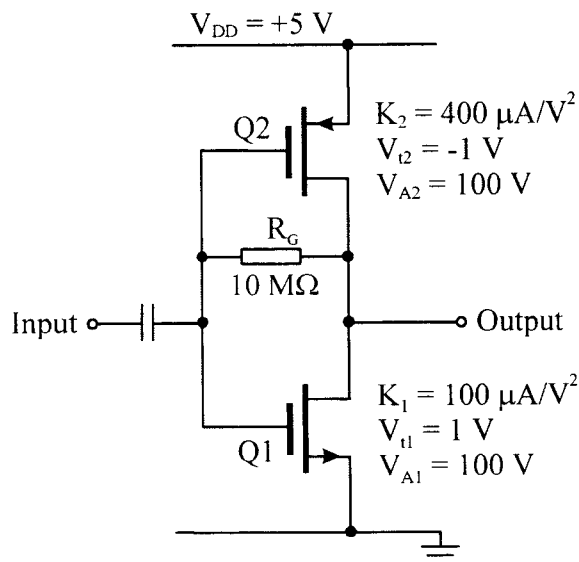 V_DD = +5 V
Q2
K_2 = 400 μA/V^2
V_t2 = -1 V
V_A2 = 100 V
R_G
10 MΩ
Input
Output
Q1
K_1 = 100 μA/V^2
V_t1 = 1 V
V_A1 = 100 V